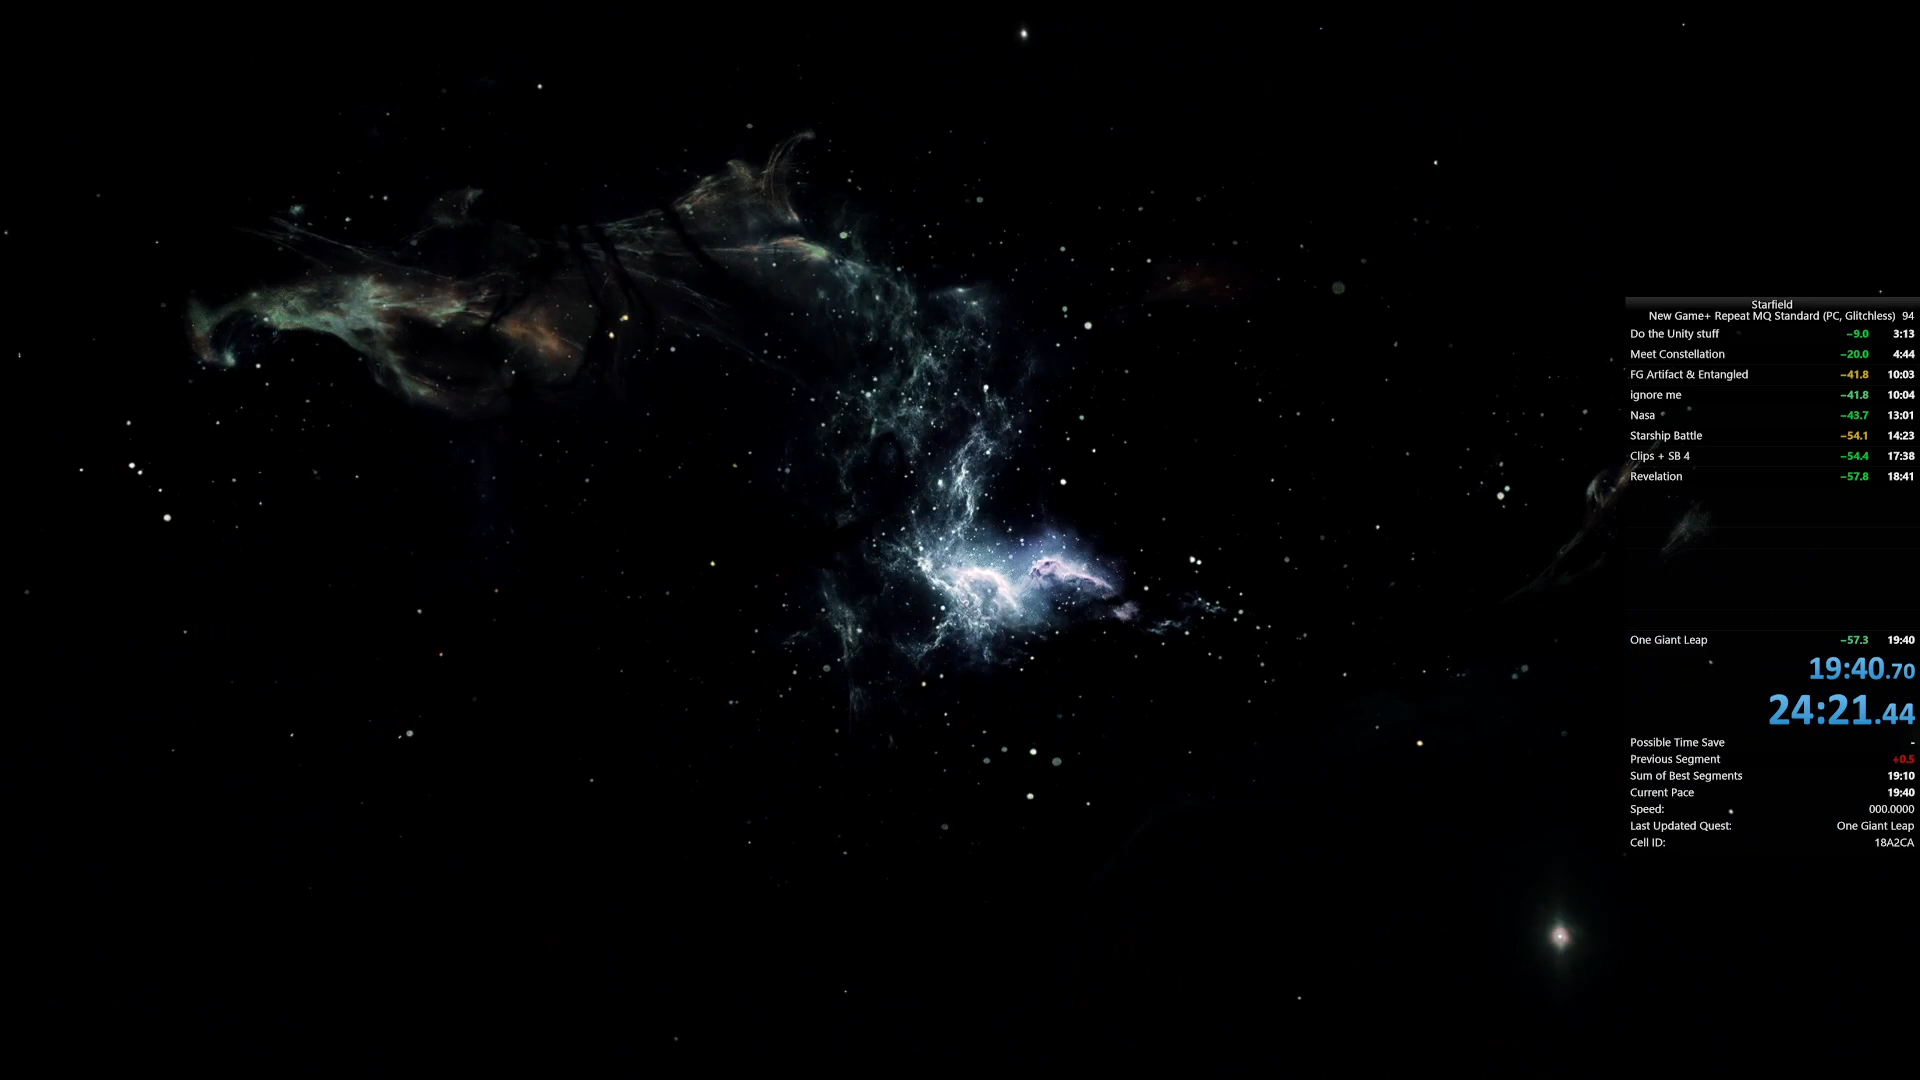 Starfield
New Game+ Repeat MQ Standard (PC, Glitchless) 94
Do the Unity stuff −9.0 3:13
Meet Constellation −20.0 4:44
FG Artifact & Entangled −41.8 10:03
Ignore me −41.8 10:04
Nasa −43.7 13:01
Starship Battle −54.1 14:23
Clips + SB 4 −54.4 17:38
Revelation −57.8 18:41
One Giant Leap −57.3 19:40
19:40.70
24:21.44
Possible Time Save -
Previous Segment +0.5
Sum of Best Segments 19:10
Current Pace 19:40
Speed: 000.0000
Last Updated Quest: One Giant Leap
Cell ID: 18A2CA